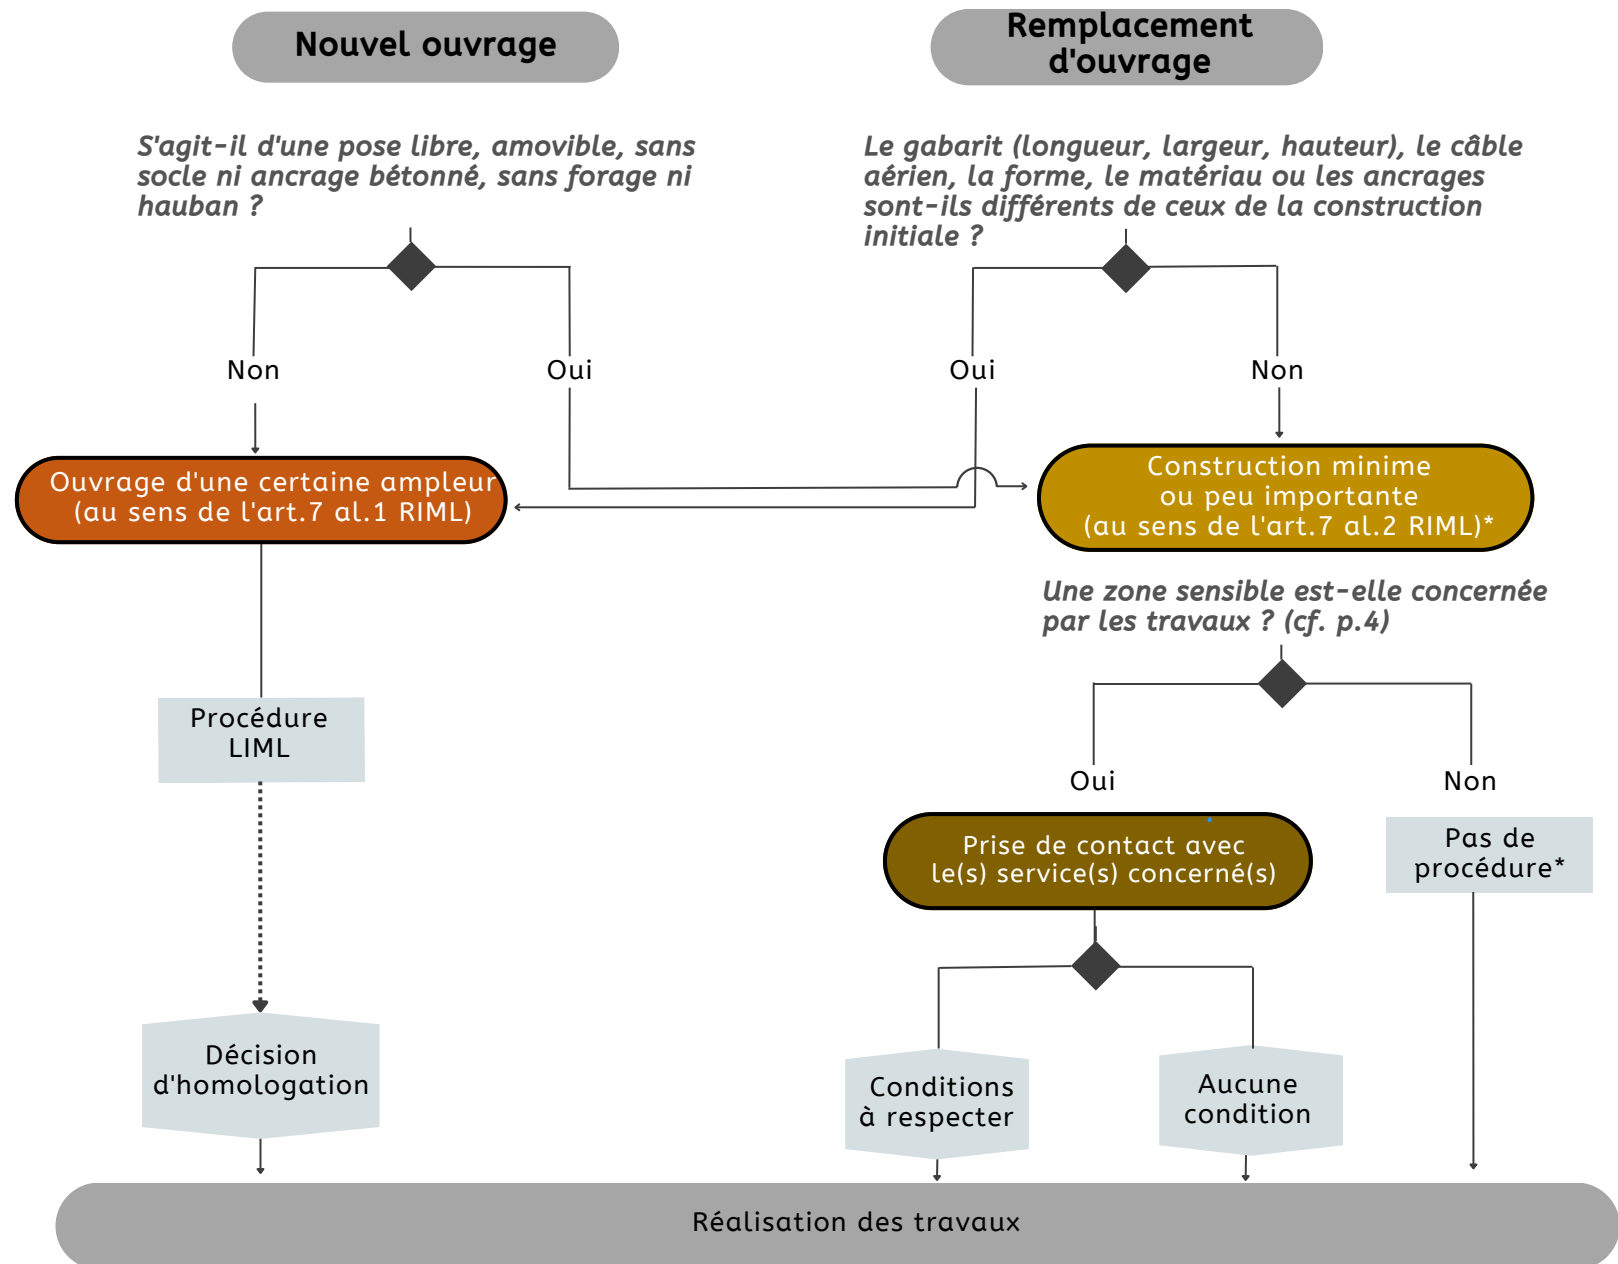 Nouvel ouvrage
Remplacement
d'ouvrage
S'agit-il d'une pose libre, amovible, sans
socle ni ancrage bétonné, sans forage ni
hauban ?
Le gabarit (longueur, largeur, hauteur), le câble
aérien, la forme, le matériau ou les ancrages
sont-ils différents de ceux de la construction
initiale ?
Non
Oui
Oui
Non
Ouvrage d'une certaine ampleur
(au sens de l'art.7 al.1 RIML)
Construction minime
ou peu importante
(au sens de l'art.7 al.2 RIML)*
Une zone sensible est-elle concernée
par les travaux ? (cf. p.4)
Procédure
LIML
Oui
Non
Prise de contact avec
le(s) service(s) concerné(s)
Pas de
procédure*
Décision
d'homologation
Conditions
à respecter
Aucune
condition
Réalisation des travaux